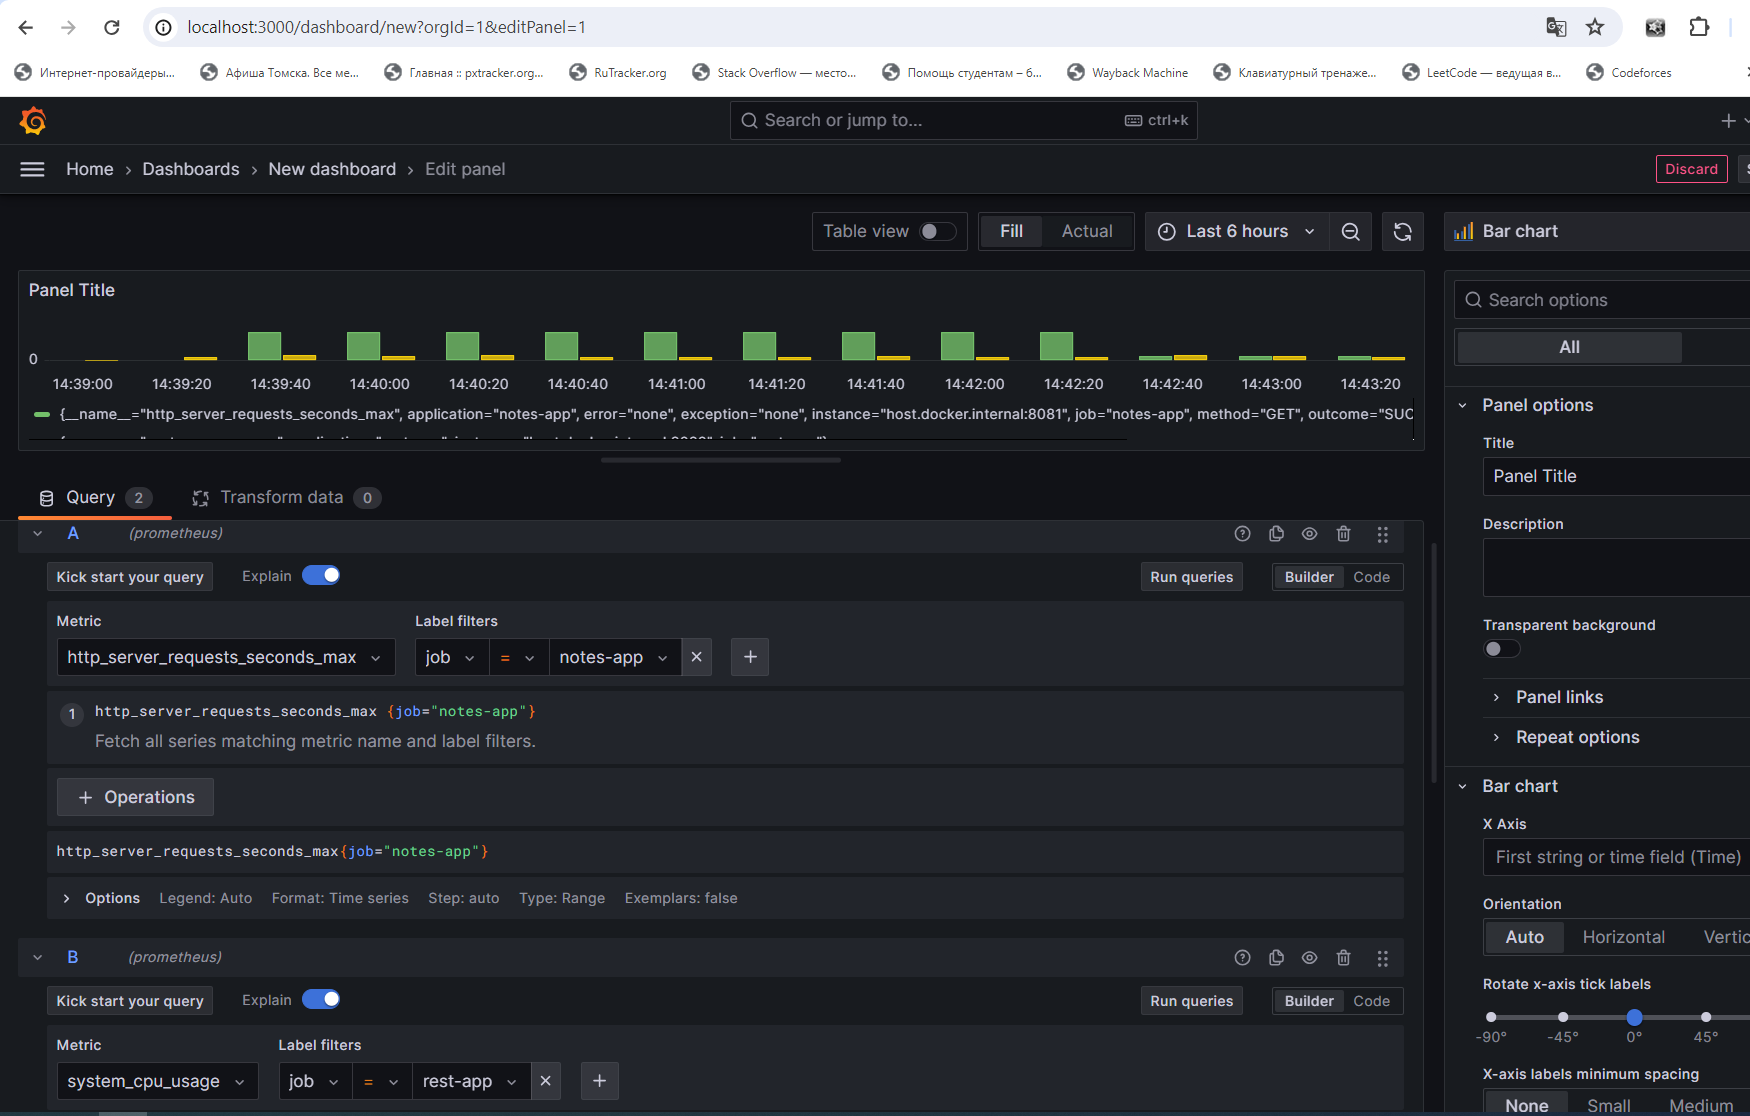 localhost:3000/dashboard/new?orgId=1&editPanel=1
Интернет-провайдеры... Афиша Томска. Все ме... Главная :: pxtracker.org... RuTracker.org Stack Overflow — место... Помощь студентам – б... Wayback Machine Клавиатурный тренаже... LeetCode — ведущая в... Codeforces
Search or jump to... ctrl+k
Home › Dashboards › New dashboard › Edit panel Discard
Table view Fill Actual Last 6 hours Bar chart
Panel Title
Search options
All
0
14:39:00 14:39:20 14:39:40 14:40:00 14:40:20 14:40:40 14:41:00 14:41:20 14:41:40 14:42:00 14:42:20 14:42:40 14:43:00 14:43:20
{__name__="http_server_requests_seconds_max", application="notes-app", error="none", exception="none", instance="host.docker.internal:8081", job="notes-app", method="GET", outcome="SUC
Panel options
Title
Panel Title
Query 2 Transform data 0
Description
A (prometheus)
Kick start your query Explain Run queries Builder Code
Metric Label filters
http_server_requests_seconds_max job = notes-app
Transparent background
1 http_server_requests_seconds_max {job="notes-app"}
Fetch all series matching metric name and label filters.
Panel links
Repeat options
+ Operations
Bar chart
X Axis
http_server_requests_seconds_max{job="notes-app"}
First string or time field (Time)
Options Legend: Auto Format: Time series Step: auto Type: Range Exemplars: false
Orientation
Auto Horizontal Vertic
B (prometheus)
Rotate x-axis tick labels
Kick start your query Explain Run queries Builder Code
-90° -45° 0° 45°
Metric Label filters
system_cpu_usage job = rest-app
X-axis labels minimum spacing
None Small Medium